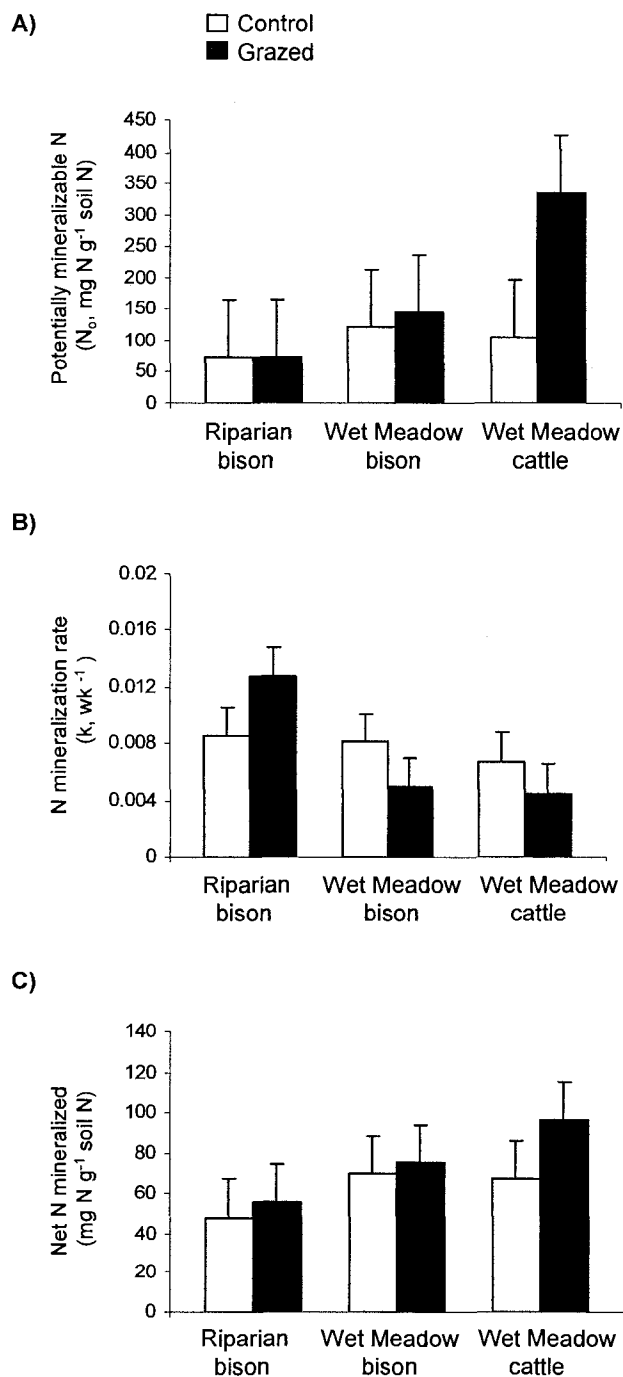 A)
Control
Grazed
Potentially mineralizable N
(N₀, mg N g⁻¹ soil N)
450
400
350
300
250
200
150
100
50
0
Riparian
bison
Wet Meadow
bison
Wet Meadow
cattle
B)
N mineralization rate
(k, wk⁻¹)
0.02
0.016
0.012
0.008
0.004
0
Riparian
bison
Wet Meadow
bison
Wet Meadow
cattle
C)
Net N mineralized
(mg N g⁻¹ soil N)
140
120
100
80
60
40
20
0
Riparian
bison
Wet Meadow
bison
Wet Meadow
cattle